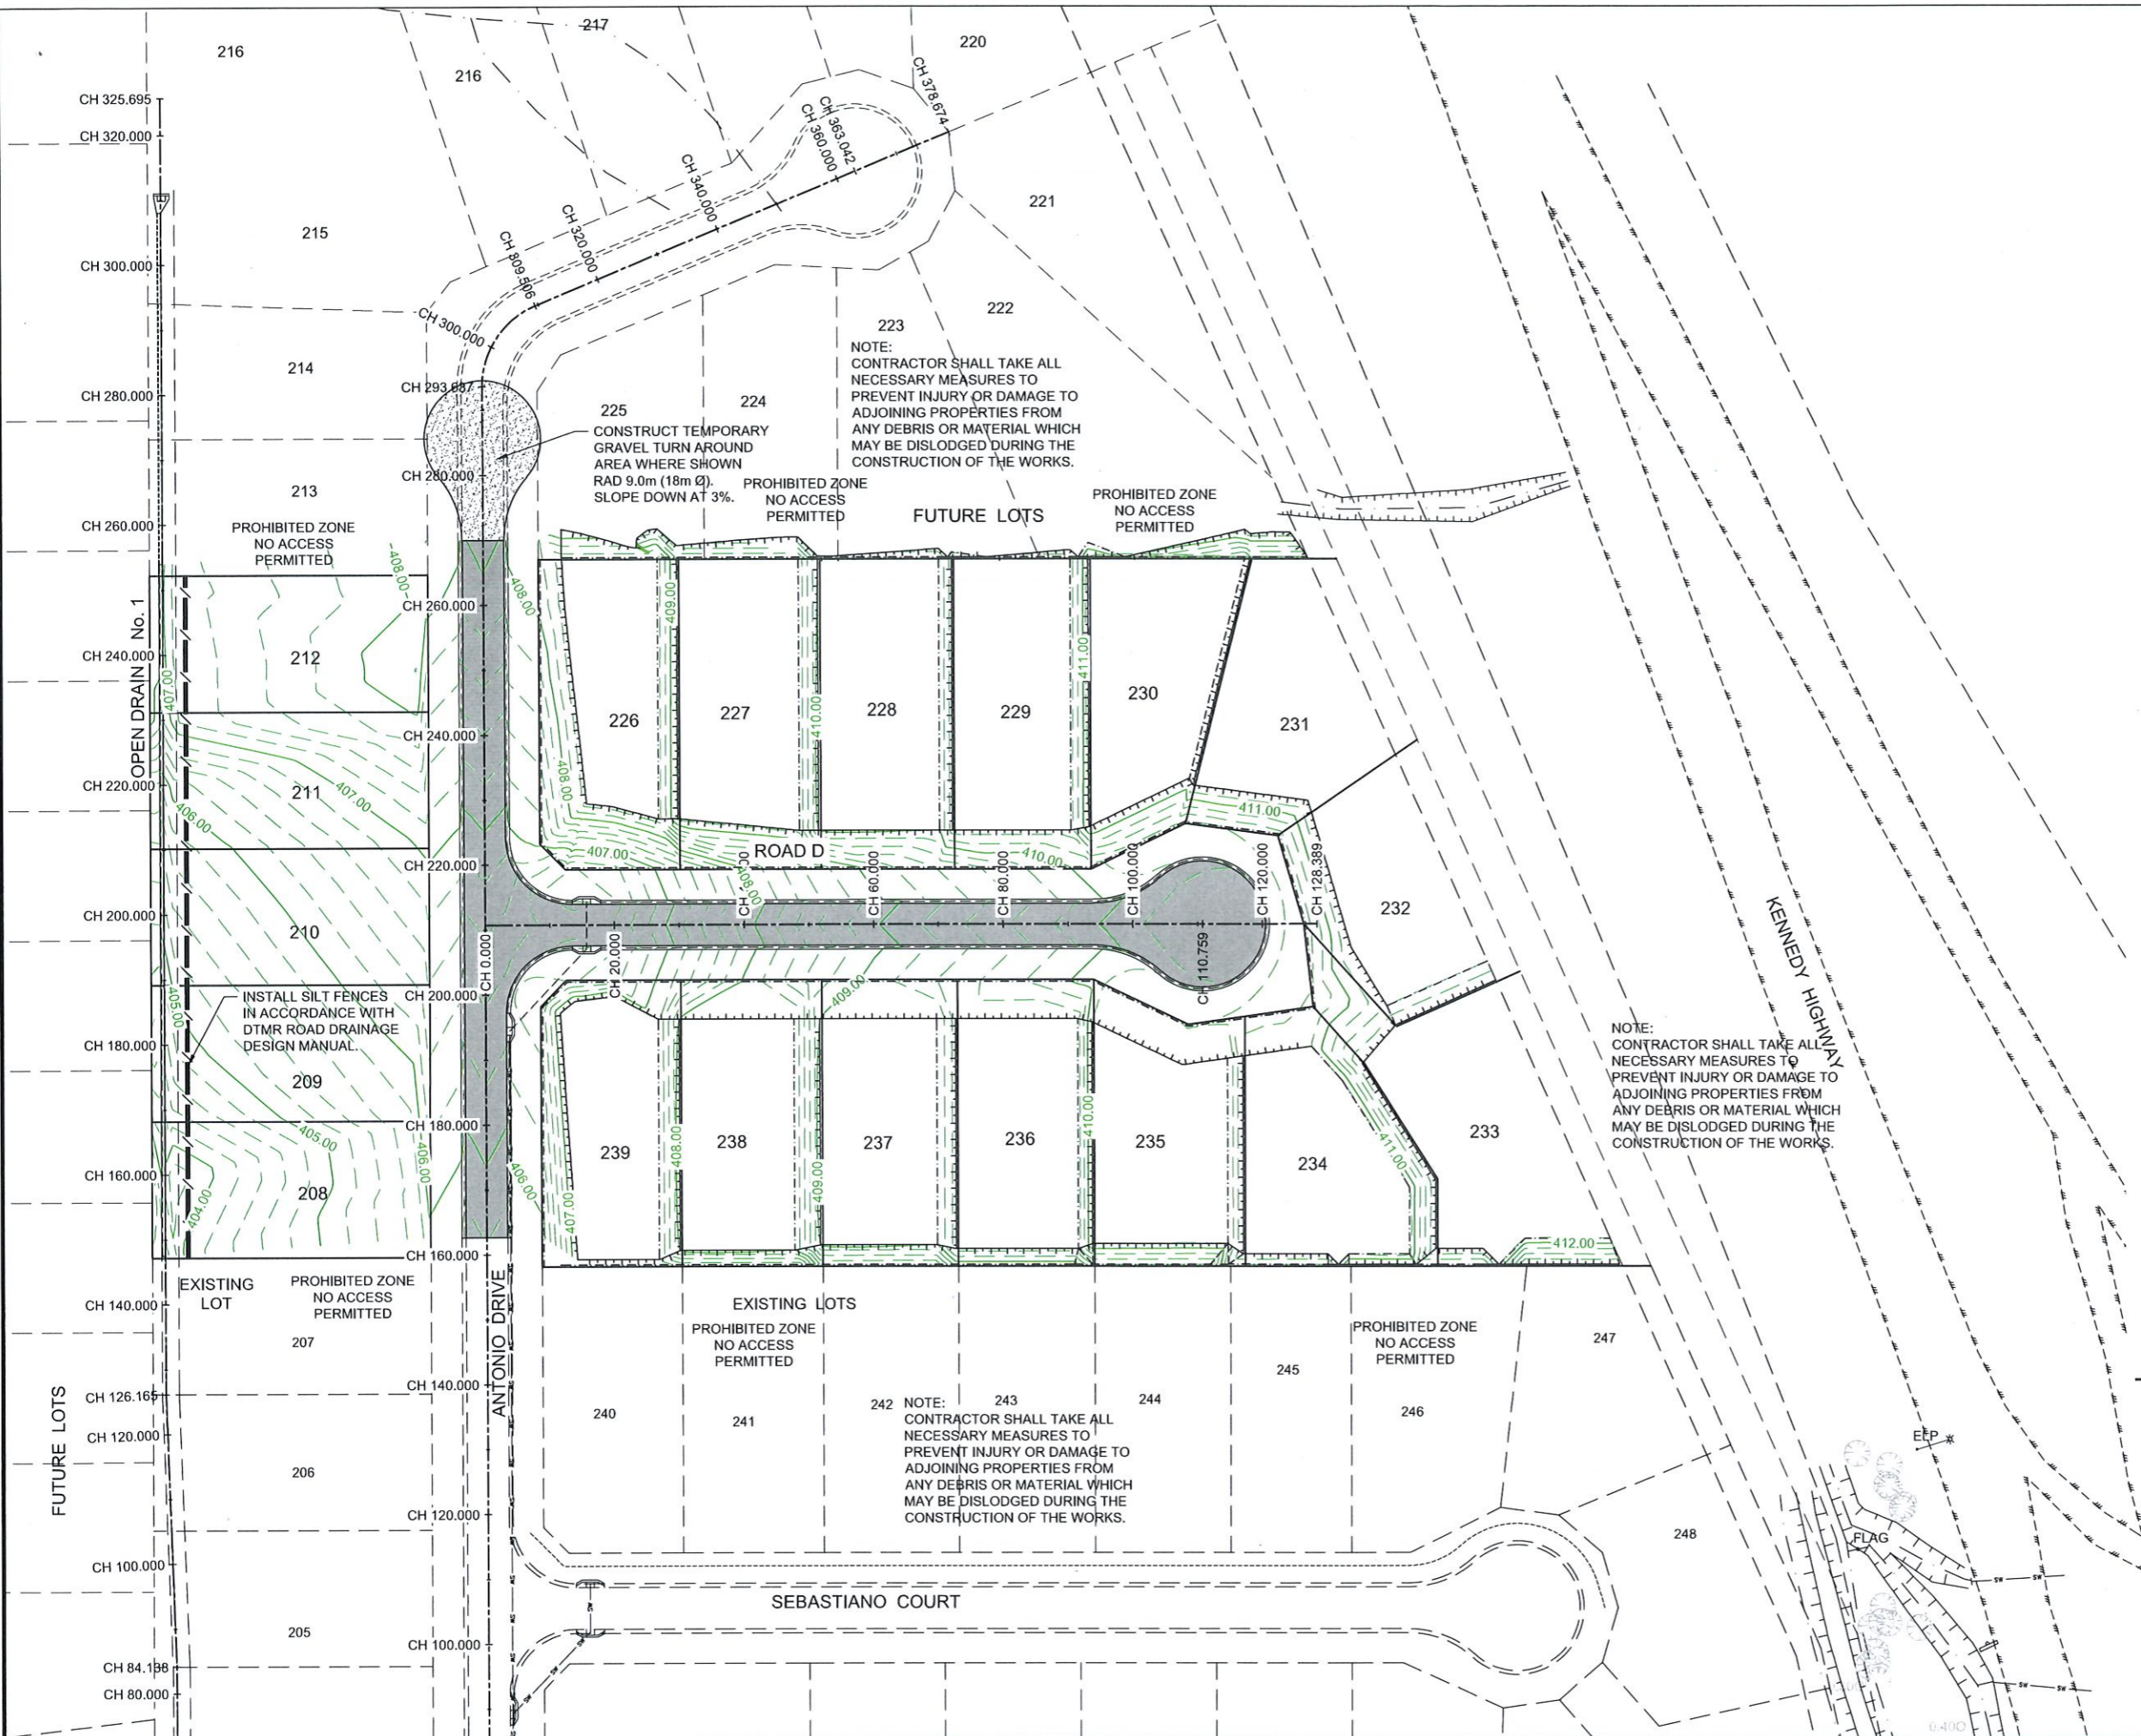 217
216
220
216
CH 325.695
CH 320.000
CH 378.674
CH 363.042
CH 360.000
CH 340.000
221
215
CH 320.000
CH 309.506
CH 300.000
CH 300.000
222
223
214
NOTE:
CONTRACTOR SHALL TAKE ALL
NECESSARY MEASURES TO
PREVENT INJURY OR DAMAGE TO
ADJOINING PROPERTIES FROM
ANY DEBRIS OR MATERIAL WHICH
MAY BE DISLODGED DURING THE
CONSTRUCTION OF THE WORKS.
CH 293.687
CH 280.000
224
225
CONSTRUCT TEMPORARY
GRAVEL TURN AROUND
AREA WHERE SHOWN
RAD 9.0m (18m Ø).
SLOPE DOWN AT 3%.
CH 280.000
213
PROHIBITED ZONE
NO ACCESS
PERMITTED
PROHIBITED ZONE
NO ACCESS
PERMITTED
FUTURE LOTS
PROHIBITED ZONE
NO ACCESS
PERMITTED
CH 260.000
408.00
408.00
409.00
CH 260.000
OPEN DRAIN No. 1
CH 240.000
212
407.00
411.00
410.00
230
226
227
228
229
231
CH 240.000
408.00
CH 220.000
211
407.00
406.00
411.00
407.00
ROAD D
410.00
CH 220.000
408.00
CH 60.000
CH 80.000
CH 100.000
CH 120.000
CH 128.389
232
CH 200.000
210
CH 0.000
CH 20.000
CH 110.759
KENNEDY HIGHWAY
405.00
INSTALL SILT FENCES
IN ACCORDANCE WITH
DTMR ROAD DRAINAGE
DESIGN MANUAL.
CH 200.000
409.00
CH 180.000
209
NOTE:
CONTRACTOR SHALL TAKE ALL
NECESSARY MEASURES TO
PREVENT INJURY OR DAMAGE TO
ADJOINING PROPERTIES FROM
ANY DEBRIS OR MATERIAL WHICH
MAY BE DISLODGED DURING THE
CONSTRUCTION OF THE WORKS.
CH 180.000
405.00
406.00
406.00
408.00
410.00
411.00
239
238
237
236
235
234
233
CH 160.000
208
404.00
407.00
409.00
412.00
CH 160.000
EXISTING
LOT
PROHIBITED ZONE
NO ACCESS
PERMITTED
ANTONIO DRIVE
CH 140.000
EXISTING LOTS
PROHIBITED ZONE
NO ACCESS
PERMITTED
PROHIBITED ZONE
NO ACCESS
PERMITTED
207
247
245
CH 140.000
CH 126.165
FUTURE LOTS
240
241
242
243
244
246
NOTE:
CONTRACTOR SHALL TAKE ALL
NECESSARY MEASURES TO
PREVENT INJURY OR DAMAGE TO
ADJOINING PROPERTIES FROM
ANY DEBRIS OR MATERIAL WHICH
MAY BE DISLODGED DURING THE
CONSTRUCTION OF THE WORKS.
CH 120.000
206
ELP
CH 120.000
248
FLAG
CH 100.000
SEBASTIANO COURT
205
CH 100.000
CH 84.138
CH 80.000
SW
SW
SW
SW
0.400